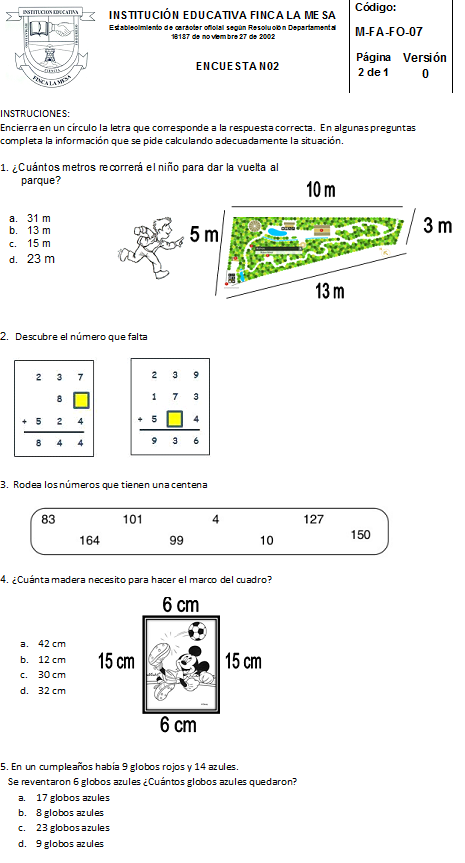 INSTITUCION EDUCATIVA
FINCA LA MESA
INSTITUCIÓN EDUCATIVA FINCA LA ME SA
Establecimiento de carácter oficial según Resolución Departamental
16187 de noviembre 27 de 2002
ENCUESTA N02
Código:
M-FA-FO-07
Página Versión
2 de 1 0
INSTRUCIONES:
Encierra en un círculo la letra que corresponde a la respuesta correcta. En algunas preguntas
completa la información que se pide calculando adecuadamente la situación.
1. ¿Cuántos metros recorrerá el niño para dar la vuelta al
parque?
a. 31 m
b. 13 m
c. 15 m
d. 23 m
10 m
5 m
3 m
13 m
2. Descubre el número que falta
2 3 7
8
+ 5 2 4
8 4 4
2 3 9
1 7 3
+ 5 4
9 3 6
3. Rodea los números que tienen una centena
83 101 4 127
164 99 10 150
4. ¿Cuánta madera necesito para hacer el marco del cuadro?
a. 42 cm
b. 12 cm
c. 30 cm
d. 32 cm
6 cm
15 cm 15 cm
6 cm
5. En un cumpleaños había 9 globos rojos y 14 azules.
Se reventaron 6 globos azules ¿Cuántos globos azules quedaron?
a. 17 globos azules
b. 8 globos azules
c. 23 globos azules
d. 9 globos azules